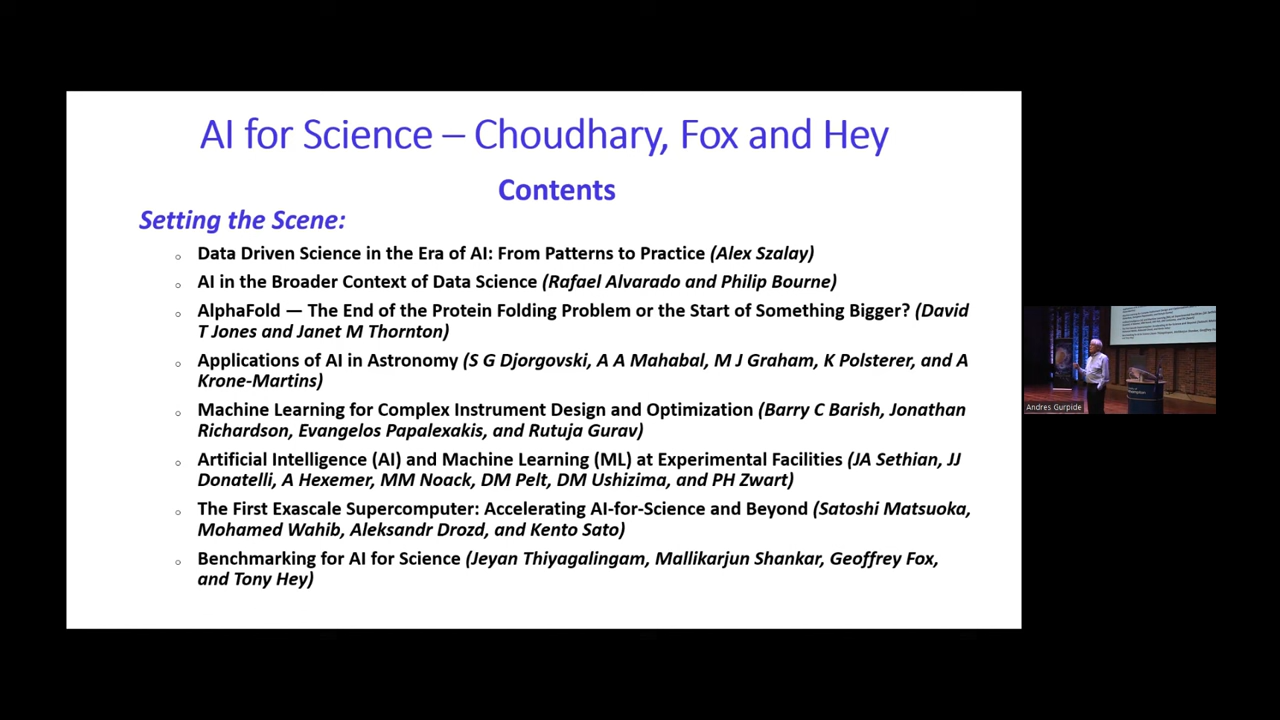 AI for Science – Choudhary, Fox and Hey
Contents
Setting the Scene:
Data Driven Science in the Era of AI: From Patterns to Practice (Alex Szalay)
AI in the Broader Context of Data Science (Rafael Alvarado and Philip Bourne)
AlphaFold — The End of the Protein Folding Problem or the Start of Something Bigger? (David
T Jones and Janet M Thornton)
Applications of AI in Astronomy (S G Djorgovski, A A Mahabal, M J Graham, K Polsterer, and A
Krone-Martins)
Machine Learning for Complex Instrument Design and Optimization (Barry C Barish, Jonathan
Richardson, Evangelos Papalexakis, and Rutuja Gurav)
Artificial Intelligence (AI) and Machine Learning (ML) at Experimental Facilities (JA Sethian, JJ
Donatelli, A Hexemer, MM Noack, DM Pelt, DM Ushizima, and PH Zwart)
The First Exascale Supercomputer: Accelerating AI-for-Science and Beyond (Satoshi Matsuoka,
Mohamed Wahib, Aleksandr Drozd, and Kento Sato)
Benchmarking for AI for Science (Jeyan Thiyagalingam, Mallikarjun Shankar, Geoffrey Fox,
and Tony Hey)
Andres Gurpide